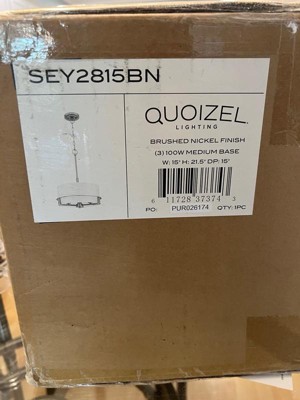 SEY2815BN
QUOIZEL
LIGHTING
BRUSHED NICKEL FINISH
(3) 100W MEDIUM BASE
W: 15" H: 21.5" DP: 15"
6 11728 37374 3
PO: PUR026174 QTY: 1PC